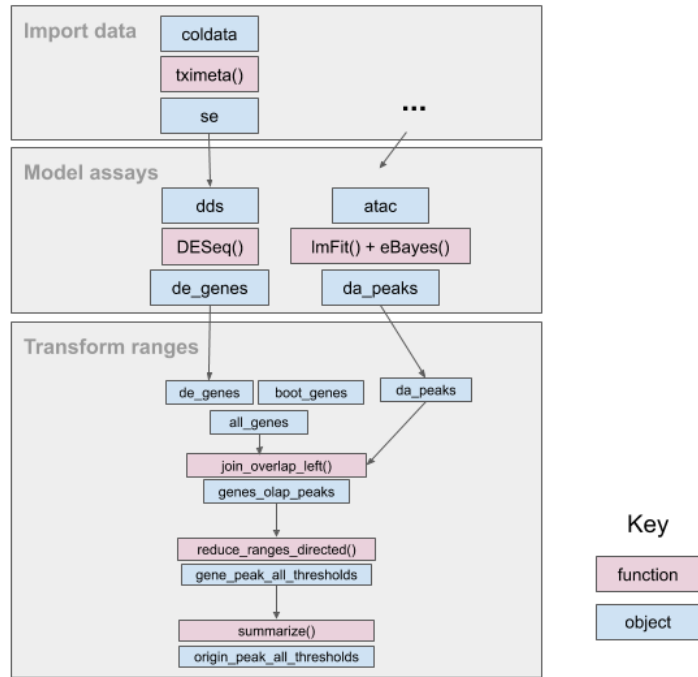 Import data
coldata
tximeta()
se
...
Model assays
dds
atac
DESeq()
lmFit() + eBayes()
de_genes
da_peaks
Transform ranges
de_genes
boot_genes
da_peaks
all_genes
join_overlap_left()
genes_olap_peaks
reduce_ranges_directed()
gene_peak_all_thresholds
summarize()
origin_peak_all_thresholds
Key
function
object